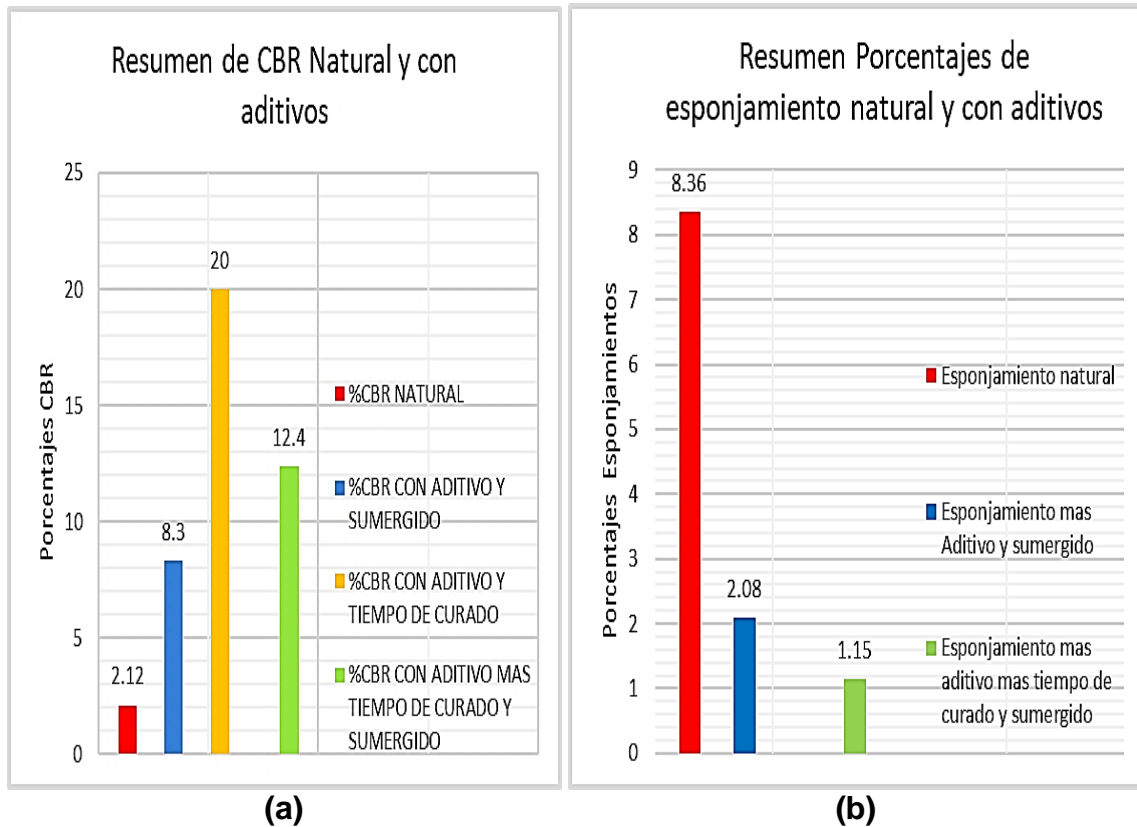 Resumen de CBR Natural y con
aditivos
Porcentajes CBR
25
20
15
10
5
0
2.12
8.3
20
12.4
%CBR NATURAL
%CBR CON ADITIVO Y
SUMERGIDO
%CBR CON ADITIVO Y
TIEMPO DE CURADO
%CBR CON ADITIVO MAS
TIEMPO DE CURADO Y
SUMERGIDO
(a)
Resumen Porcentajes de
esponjamiento natural y con aditivos
Porcentajes Esponjamientos
9
8
7
6
5
4
3
2
1
0
8.36
2.08
1.15
Esponjamiento natural
Esponjamiento mas
Aditivo y sumergido
Esponjamiento mas
aditivo mas tiempo de
curado y sumergido
(b)